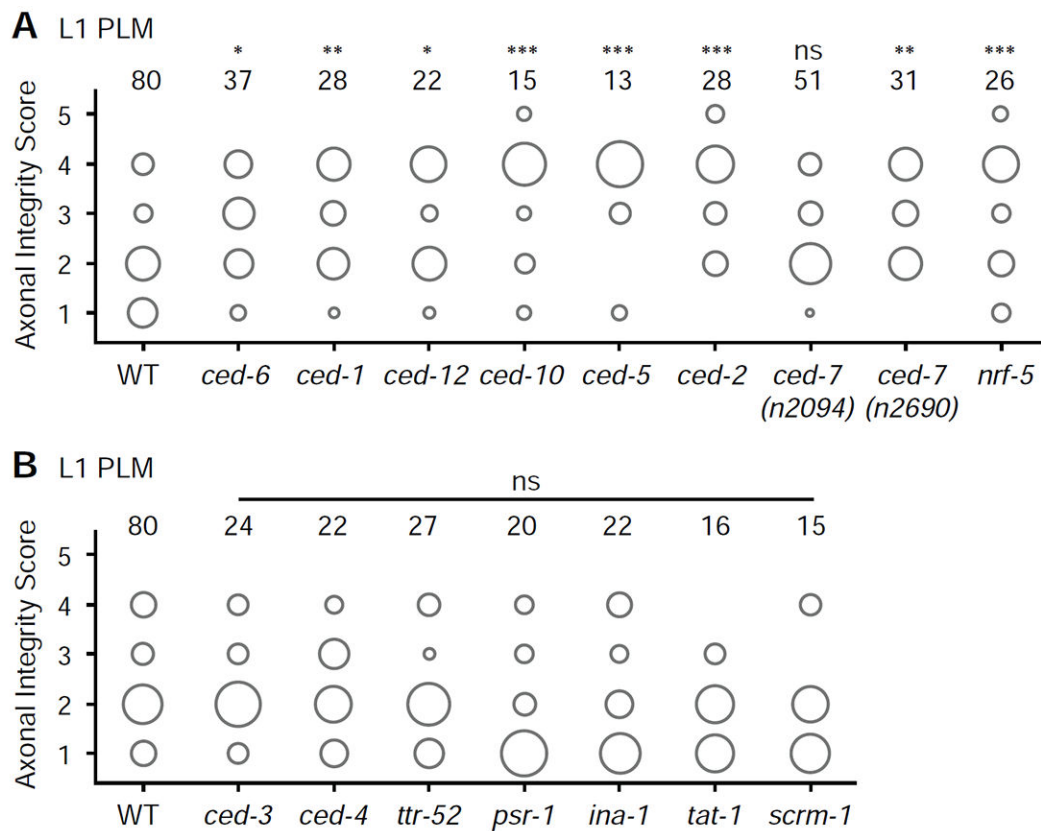 A L1 PLM
* ** * *** *** *** ns ** ***
80 37 28 22 15 13 28 51 31 26
Axonal Integrity Score
5
4
3
2
1
WT ced-6 ced-1 ced-12 ced-10 ced-5 ced-2 ced-7 ced-7 nrf-5
(n2094) (n2690)
B L1 PLM
ns
80 24 22 27 20 22 16 15
Axonal Integrity Score
5
4
3
2
1
WT ced-3 ced-4 ttr-52 psr-1 ina-1 tat-1 scrm-1